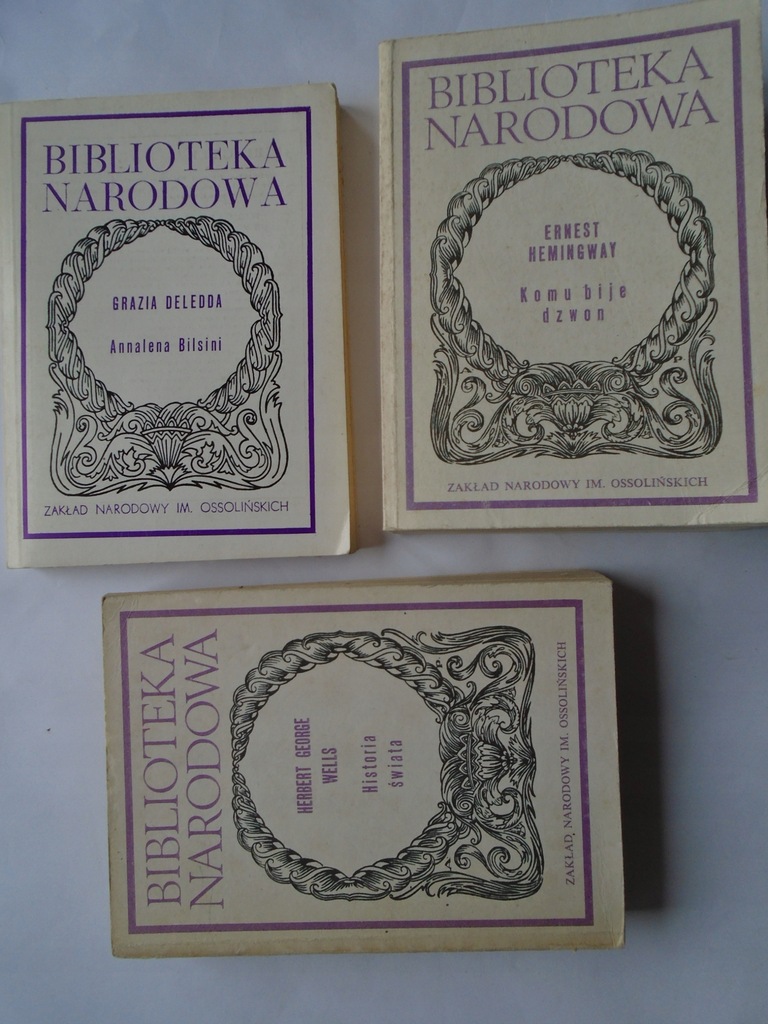 BIBLIOTEKA
NARODOWA
GRAZIA DELEDDA
Annalena Bilsini
ZAKŁAD NARODOWY IM. OSSOLIŃSKICH
BIBLIOTEKA
NARODOWA
ERNEST
HEMINGWAY
Komu bije
dzwon
ZAKŁAD NARODOWY IM. OSSOLIŃSKICH
BIBLIOTEKA
NARODOWA
HERBERT GEORGE
WELLS
Historia
świata
ZAKŁAD NARODOWY IM. OSSOLIŃSKICH